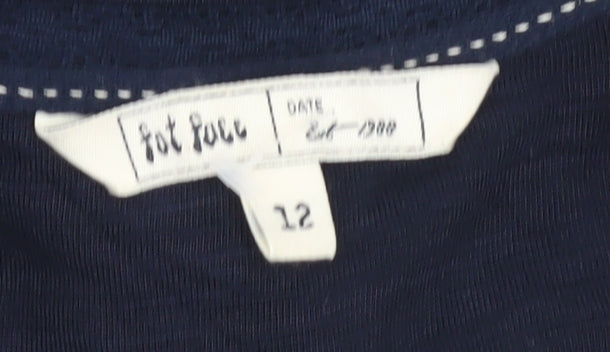 fat face
DATE
Est 1988
12